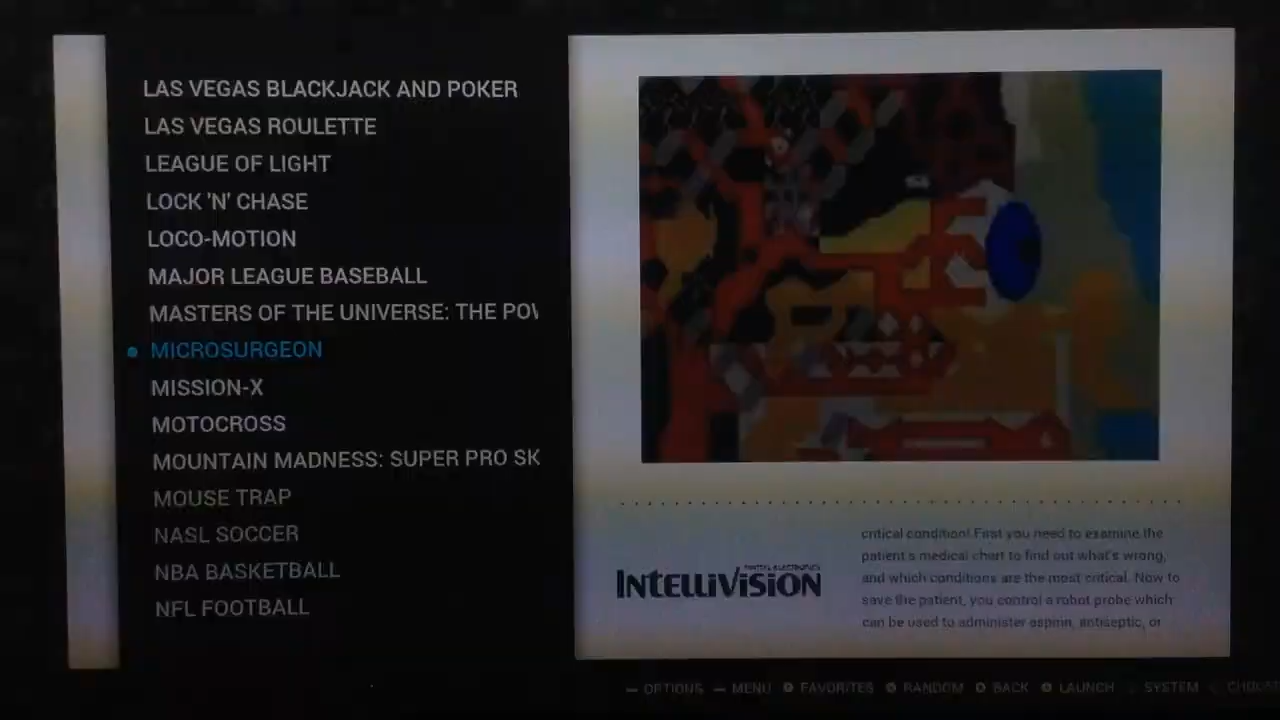 LAS VEGAS BLACKJACK AND POKER
LAS VEGAS ROULETTE
LEAGUE OF LIGHT
LOCK 'N' CHASE
LOCO-MOTION
MAJOR LEAGUE BASEBALL
MASTERS OF THE UNIVERSE: THE POW
MICROSURGEON
MISSION-X
MOTOCROSS
MOUNTAIN MADNESS: SUPER PRO SK
MOUSE TRAP
NASL SOCCER
NBA BASKETBALL
NFL FOOTBALL
MATTEL ELECTRONICS
INTELLIVISION
critical condition! First you need to examine the
patient's medical chart to find out what's wrong,
and which conditions are the most critical. Now to
save the patient, you control a robot probe which
can be used to administer aspirin, antiseptic, or
OPTIONS MENU FAVORITES RANDOM BACK LAUNCH SYSTEM CHOOSE